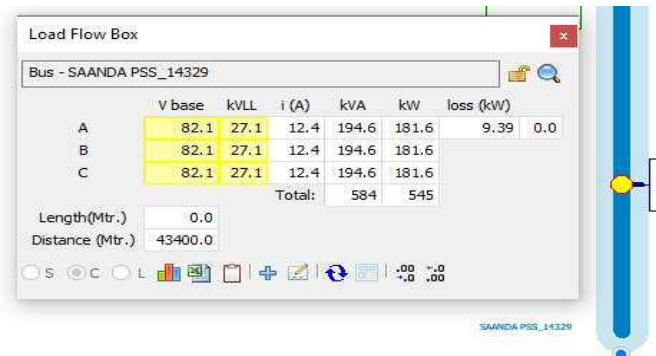 Load Flow Box
x
Bus - SAANDA PSS_14329
V base kVLL i (A) kVA kW loss (kW)
A 82.1 27.1 12.4 194.6 181.6 9.39 0.0
B 82.1 27.1 12.4 194.6 181.6
C 82.1 27.1 12.4 194.6 181.6
Total: 584 545
Length(Mtr.) 0.0
Distance (Mtr.) 43400.0
S C L
SAANDA PSS_14329